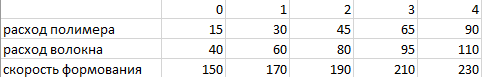 0 1 2 3 4
расход полимера 15 30 45 65 90
расход волокна 40 60 80 95 110
скорость формования 150 170 190 210 230